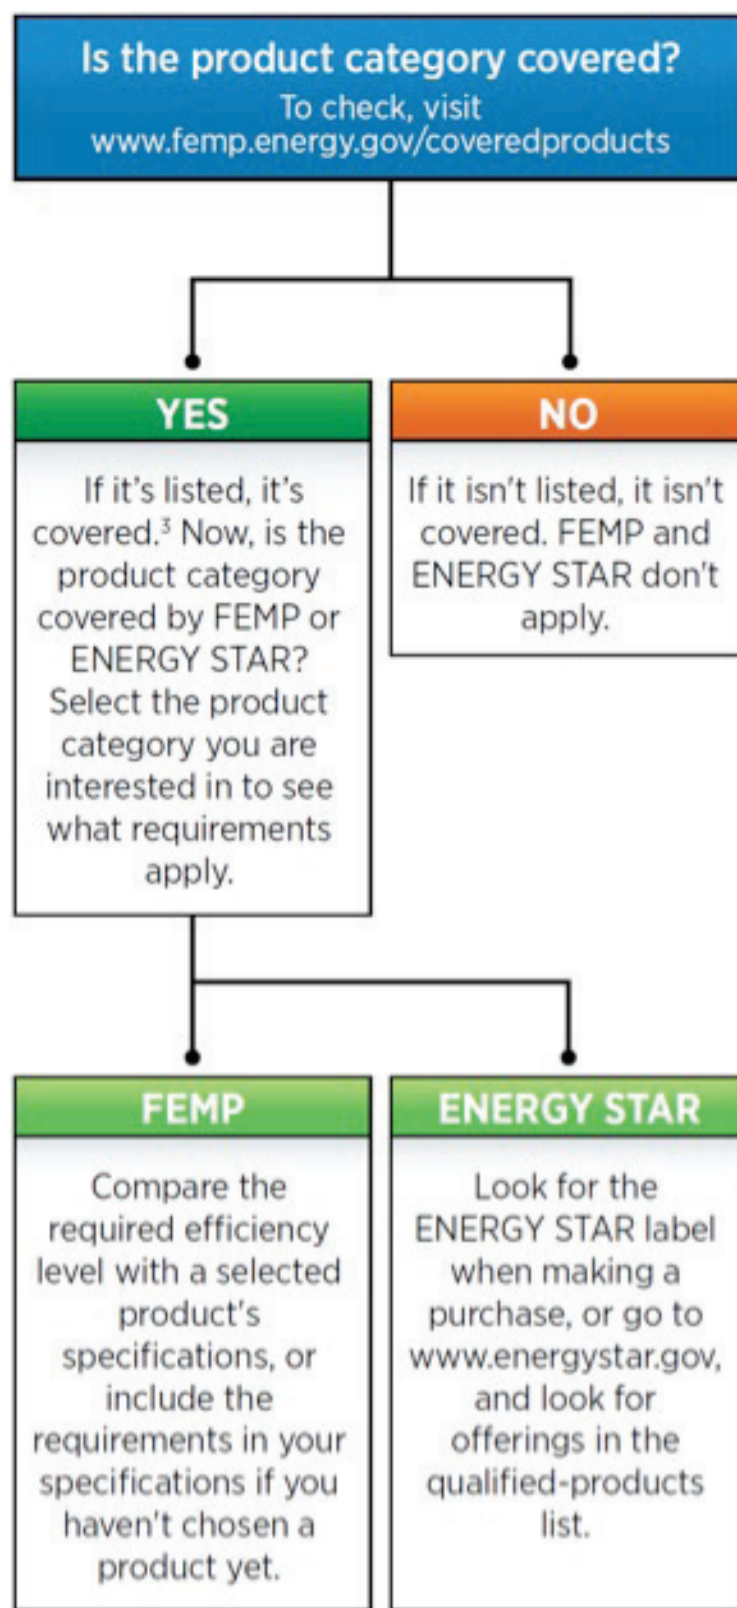 Is the product category covered?
To check, visit
www.femp.energy.gov/coveredproducts
YES
If it's listed, it's
covered.³ Now, is the
product category
covered by FEMP or
ENERGY STAR?
Select the product
category you are
interested in to see
what requirements
apply.
NO
If it isn't listed, it isn't
covered. FEMP and
ENERGY STAR don't
apply.
FEMP
Compare the
required efficiency
level with a selected
product's
specifications, or
include the
requirements in your
specifications if you
haven't chosen a
product yet.
ENERGY STAR
Look for the
ENERGY STAR label
when making a
purchase, or go to
www.energystar.gov,
and look for
offerings in the
qualified-products
list.